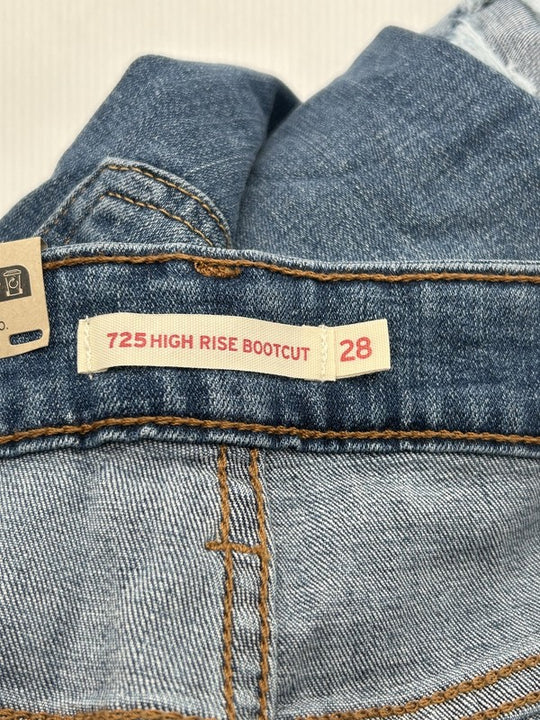 725 HIGH RISE BOOTCUT 28
O.